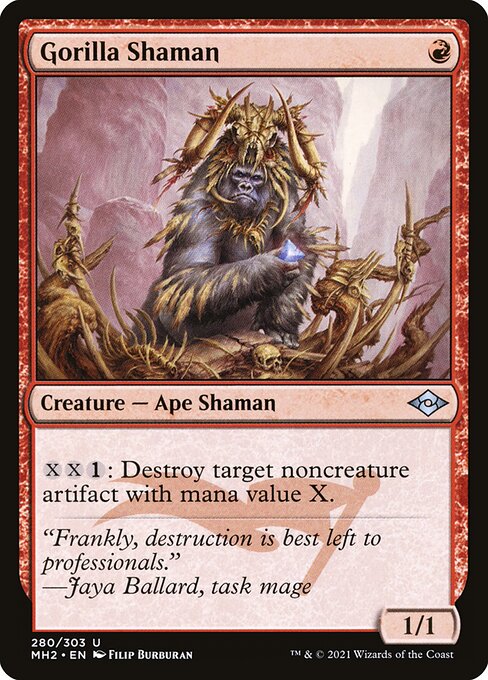 Gorilla Shaman
Creature — Ape Shaman
X X 1: Destroy target noncreature
artifact with mana value X.
“Frankly, destruction is best left to
professionals.”
—Jaya Ballard, task mage
1/1
280/303 U
MH2 • EN Filip Burburan
™ & © 2021 Wizards of the Coast